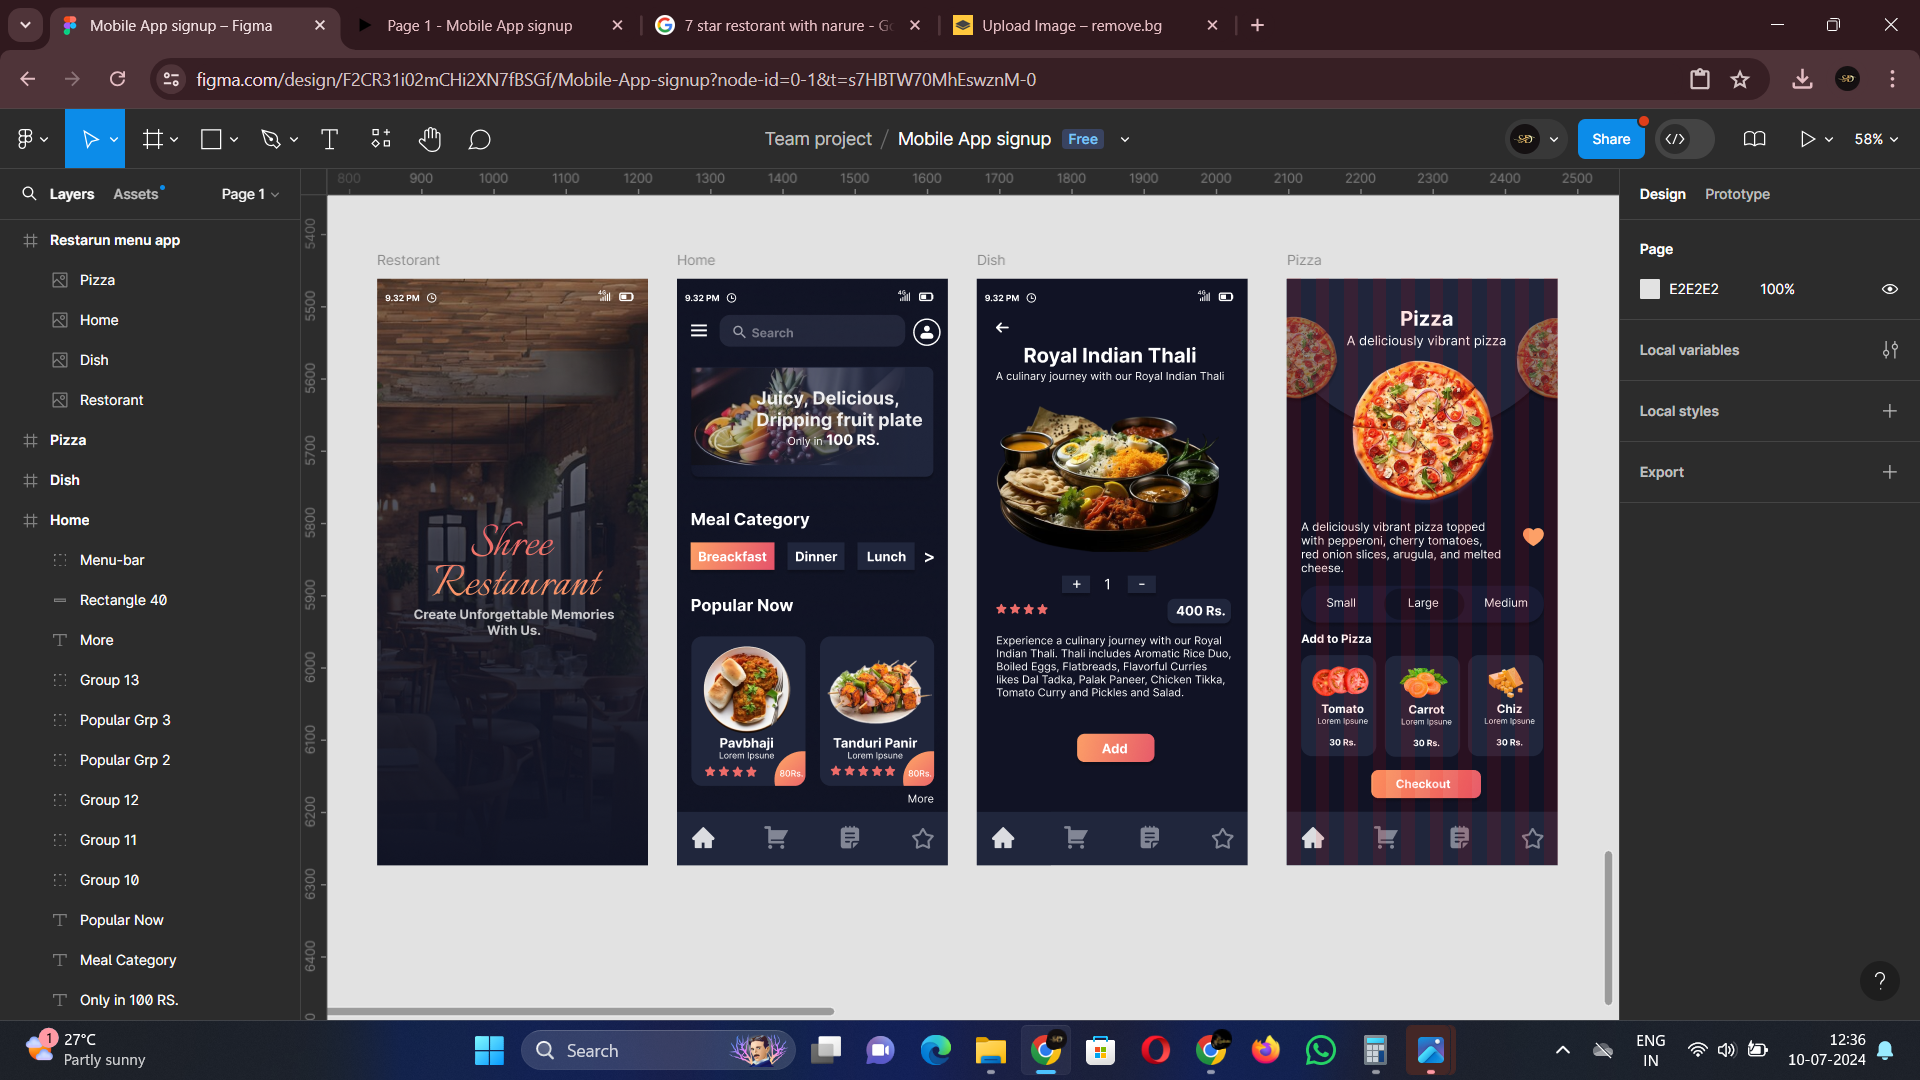 Mobile App signup – Figma
Page 1 - Mobile App signup
7 star restorant with narure - Go
Upload Image – remove.bg
figma.com/design/F2CR31i02mCHi2XN7fBSGf/Mobile-App-signup?node-id=0-1&t=s7HBTW70MhEswznM-0
Team project / Mobile App signup Free
Share
58%
Layers
Assets
Page 1
800 900 1000 1100 1200 1300 1400 1500 1600 1700 1800 1900 2000 2100 2200 2300 2400 2500
5400
5500
5600
5700
5800
5900
6000
6100
6200
6300
6400
Restarun menu app
Pizza
Home
Dish
Restorant
Pizza
Dish
Home
Menu-bar
Rectangle 40
More
Group 13
Popular Grp 3
Popular Grp 2
Group 12
Group 11
Group 10
Popular Now
Meal Category
Only in 100 RS.
Restorant
9.32 PM
4G
Shree
Restaurant
Create Unforgettable Memories
With Us.
Home
9.32 PM
4G
Search
Juicy, Delicious,
Dripping fruit plate
Only in 100 RS.
Meal Category
Breackfast
Dinner
Lunch
>
Popular Now
Pavbhaji
Lorem Ipsune
80Rs.
Tanduri Panir
Lorem Ipsune
80Rs.
More
Dish
9.32 PM
4G
Royal Indian Thali
A culinary journey with our Royal Indian Thali
+ 1 -
400 Rs.
Experience a culinary journey with our Royal
Indian Thali. Thali includes Aromatic Rice Duo,
Boiled Eggs, Flatbreads, Flavorful Curries
likes Dal Tadka, Palak Paneer, Chicken Tikka,
Tomato Curry and Pickles and Salad.
Add
Pizza
Pizza
A deliciously vibrant pizza
A deliciously vibrant pizza topped
with pepperoni, cherry tomatoes,
red onion slices, arugula, and melted
cheese.
Small
Large
Medium
Add to Pizza
Tomato
Lorem Ipsune
30 Rs.
Carrot
Lorem Ipsune
30 Rs.
Chiz
Lorem Ipsune
30 Rs.
Checkout
Design
Prototype
Page
E2E2E2 100%
Local variables
Local styles
Export
?
1
27°C
Partly sunny
Search
ENG
IN
12:36
10-07-2024